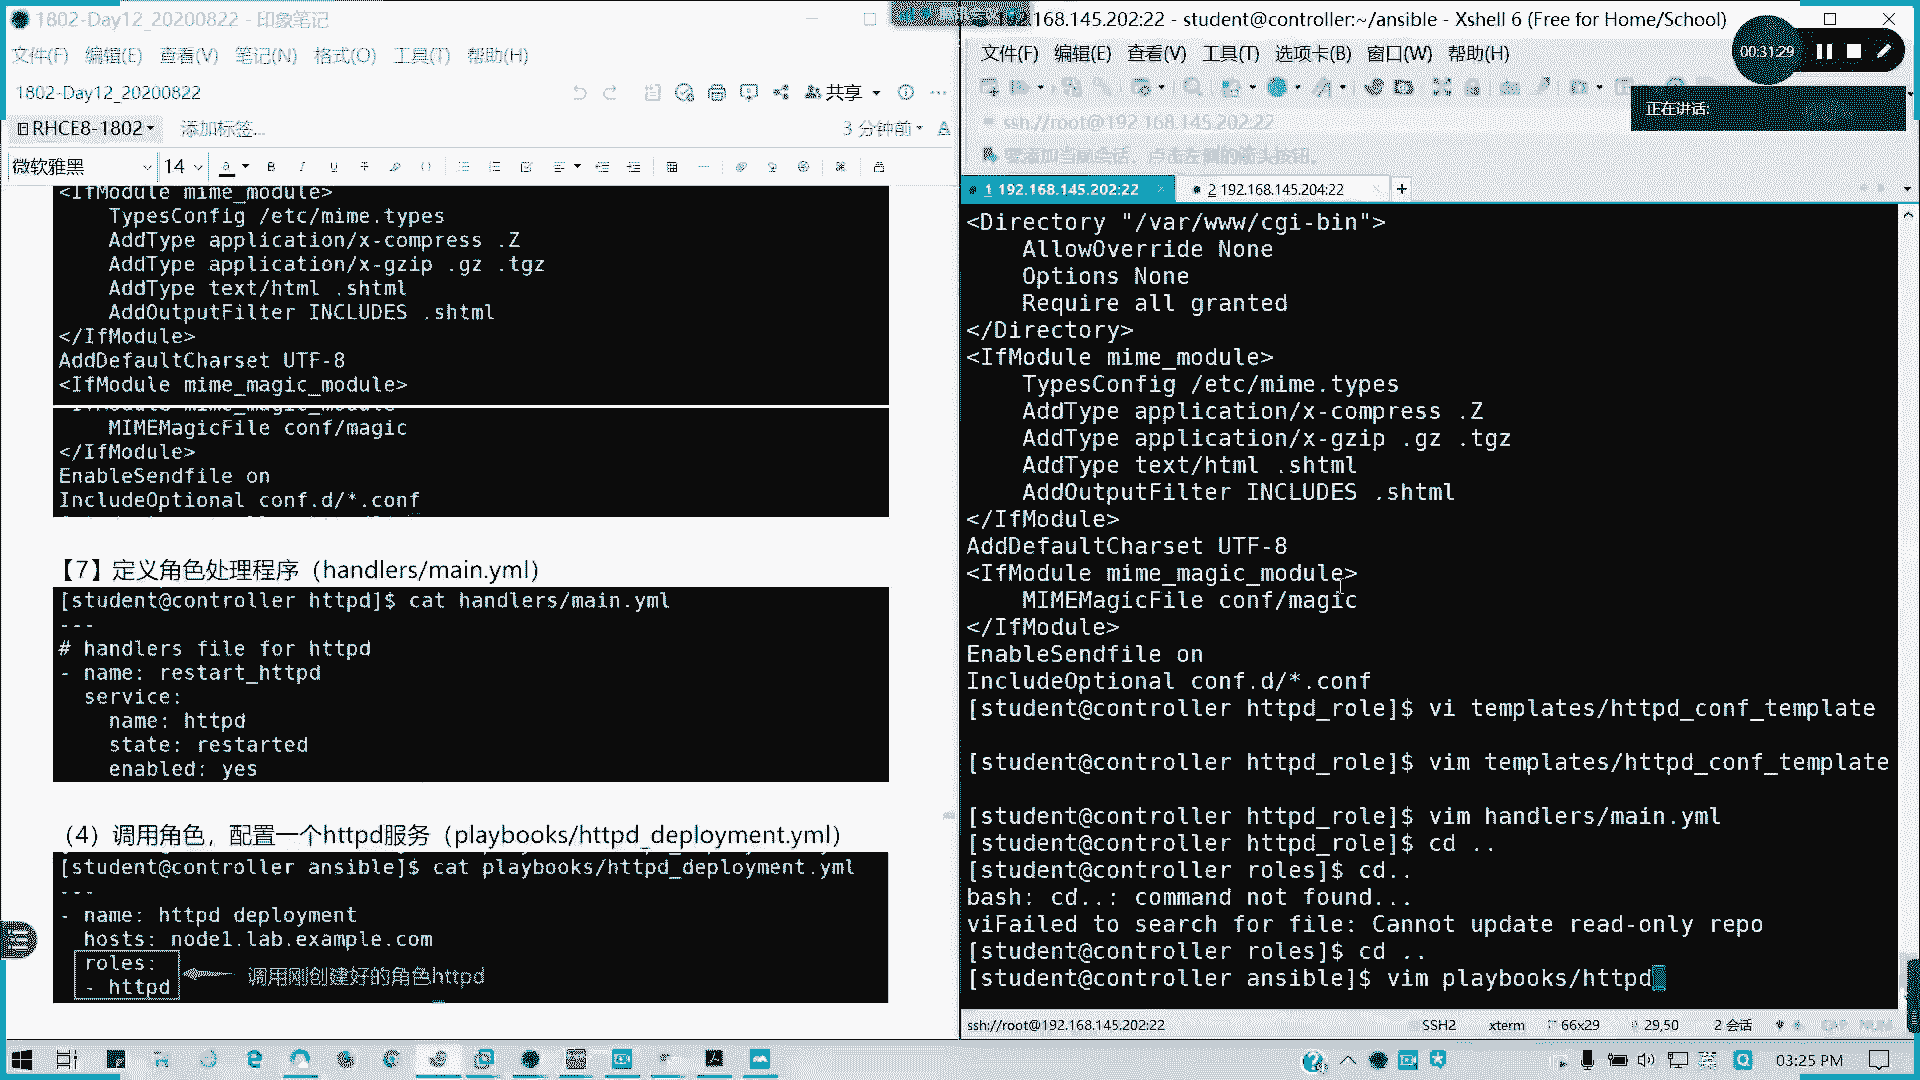 1802-Day12_20200822 - 印象笔记
文件(F) 编辑(E) 查看(V) 笔记(N) 格式(O) 工具(T) 帮助(H)
1802-Day12_20200822
共享
RHCE8-1802
添加标签...
3 分钟前
微软雅黑
14
<IfModule mime_module>
    TypesConfig /etc/mime.types
    AddType application/x-compress .Z
    AddType application/x-gzip .gz .tgz
    AddType text/html .shtml
    AddOutputFilter INCLUDES .shtml
</IfModule>
AddDefaultCharset UTF-8
<IfModule mime_magic_module>
    MIMEMagicFile conf/magic
</IfModule>
EnableSendfile on
IncludeOptional conf.d/*.conf
【7】定义角色处理程序（handlers/main.yml）
[student@controller httpd]$ cat handlers/main.yml
---
# handlers file for httpd
- name: restart_httpd
  service:
    name: httpd
    state: restarted
    enabled: yes
（4）调用角色，配置一个httpd服务（playbooks/httpd_deployment.yml）
[student@controller ansible]$ cat playbooks/httpd_deployment.yml
---
- name: httpd deployment
  hosts: node1.lab.example.com
  roles:
  - httpd
调用刚创建好的角色httpd
192.168.145.202:22 - student@controller:~/ansible - Xshell 6 (Free for Home/School)
文件(F) 编辑(E) 查看(V) 工具(T) 选项卡(B) 窗口(W) 帮助(H)
00:31:29
正在讲话:
ssh://root@192.168.145.202:22
1 192.168.145.202:22
2 192.168.145.204:22
<Directory "/var/www/cgi-bin">
    AllowOverride None
    Options None
    Require all granted
</Directory>
<IfModule mime_module>
    TypesConfig /etc/mime.types
    AddType application/x-compress .Z
    AddType application/x-gzip .gz .tgz
    AddType text/html .shtml
    AddOutputFilter INCLUDES .shtml
</IfModule>
AddDefaultCharset UTF-8
<IfModule mime_magic_module>
    MIMEMagicFile conf/magic
</IfModule>
EnableSendfile on
IncludeOptional conf.d/*.conf
[student@controller httpd_role]$ vi templates/httpd_conf_template
[student@controller httpd_role]$ vim templates/httpd_conf_template
[student@controller httpd_role]$ vim handlers/main.yml
[student@controller httpd_role]$ cd ..
[student@controller roles]$ cd..
bash: cd..: command not found...
viFailed to search for file: Cannot update read-only repo
[student@controller roles]$ cd ..
[student@controller ansible]$ vim playbooks/httpd
ssh://root@192.168.145.202:22
SSH2
xterm
66x29
29,50
2 会话
CAP NUM
03:25 PM